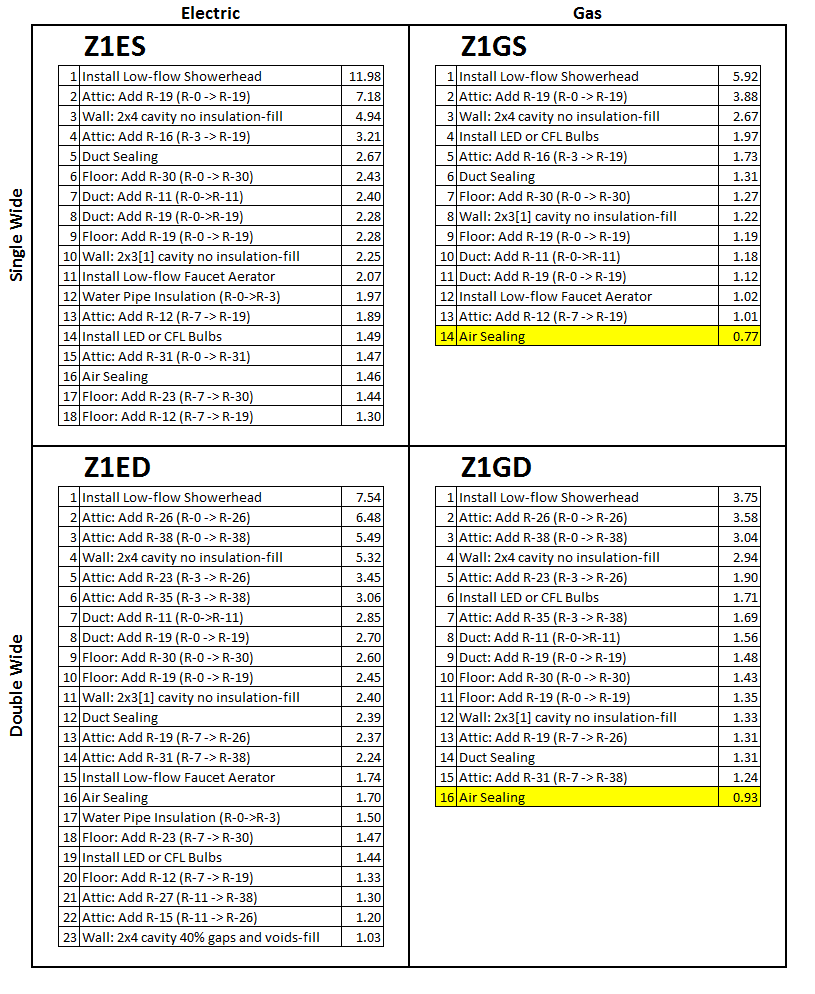 Electric
Gas
Single Wide
Z1ES
1 Install Low-flow Showerhead 11.98
2 Attic: Add R-19 (R-0 -> R-19) 7.18
3 Wall: 2x4 cavity no insulation-fill 4.94
4 Attic: Add R-16 (R-3 -> R-19) 3.21
5 Duct Sealing 2.67
6 Floor: Add R-30 (R-0 -> R-30) 2.43
7 Duct: Add R-11 (R-0->R-11) 2.40
8 Duct: Add R-19 (R-0->R-19) 2.28
9 Floor: Add R-19 (R-0 -> R-19) 2.28
10 Wall: 2x3[1] cavity no insulation-fill 2.25
11 Install Low-flow Faucet Aerator 2.07
12 Water Pipe Insulation (R-0->R-3) 1.97
13 Attic: Add R-12 (R-7 -> R-19) 1.89
14 Install LED or CFL Bulbs 1.49
15 Attic: Add R-31 (R-0 -> R-31) 1.47
16 Air Sealing 1.46
17 Floor: Add R-23 (R-7 -> R-30) 1.44
18 Floor: Add R-12 (R-7 -> R-19) 1.30
Z1GS
1 Install Low-flow Showerhead 5.92
2 Attic: Add R-19 (R-0 -> R-19) 3.88
3 Wall: 2x4 cavity no insulation-fill 2.67
4 Install LED or CFL Bulbs 1.97
5 Attic: Add R-16 (R-3 -> R-19) 1.73
6 Duct Sealing 1.31
7 Floor: Add R-30 (R-0 -> R-30) 1.27
8 Wall: 2x3[1] cavity no insulation-fill 1.22
9 Floor: Add R-19 (R-0 -> R-19) 1.19
10 Duct: Add R-11 (R-0->R-11) 1.18
11 Duct: Add R-19 (R-0 -> R-19) 1.12
12 Install Low-flow Faucet Aerator 1.02
13 Attic: Add R-12 (R-7 -> R-19) 1.01
14 Air Sealing 0.77
Double Wide
Z1ED
1 Install Low-flow Showerhead 7.54
2 Attic: Add R-26 (R-0 -> R-26) 6.48
3 Attic: Add R-38 (R-0 -> R-38) 5.49
4 Wall: 2x4 cavity no insulation-fill 5.32
5 Attic: Add R-23 (R-3 -> R-26) 3.45
6 Attic: Add R-35 (R-3 -> R-38) 3.06
7 Duct: Add R-11 (R-0->R-11) 2.85
8 Duct: Add R-19 (R-0 -> R-19) 2.70
9 Floor: Add R-30 (R-0 -> R-30) 2.60
10 Floor: Add R-19 (R-0 -> R-19) 2.45
11 Wall: 2x3[1] cavity no insulation-fill 2.40
12 Duct Sealing 2.39
13 Attic: Add R-19 (R-7 -> R-26) 2.37
14 Attic: Add R-31 (R-7 -> R-38) 2.24
15 Install Low-flow Faucet Aerator 1.74
16 Air Sealing 1.70
17 Water Pipe Insulation (R-0->R-3) 1.50
18 Floor: Add R-23 (R-7 -> R-30) 1.47
19 Install LED or CFL Bulbs 1.44
20 Floor: Add R-12 (R-7 -> R-19) 1.33
21 Attic: Add R-27 (R-11 -> R-38) 1.30
22 Attic: Add R-15 (R-11 -> R-26) 1.20
23 Wall: 2x4 cavity 40% gaps and voids-fill 1.03
Z1GD
1 Install Low-flow Showerhead 3.75
2 Attic: Add R-26 (R-0 -> R-26) 3.58
3 Attic: Add R-38 (R-0 -> R-38) 3.04
4 Wall: 2x4 cavity no insulation-fill 2.94
5 Attic: Add R-23 (R-3 -> R-26) 1.90
6 Install LED or CFL Bulbs 1.71
7 Attic: Add R-35 (R-3 -> R-38) 1.69
8 Duct: Add R-11 (R-0->R-11) 1.56
9 Duct: Add R-19 (R-0 -> R-19) 1.48
10 Floor: Add R-30 (R-0 -> R-30) 1.43
11 Floor: Add R-19 (R-0 -> R-19) 1.35
12 Wall: 2x3[1] cavity no insulation-fill 1.33
13 Attic: Add R-19 (R-7 -> R-26) 1.31
14 Duct Sealing 1.31
15 Attic: Add R-31 (R-7 -> R-38) 1.24
16 Air Sealing 0.93